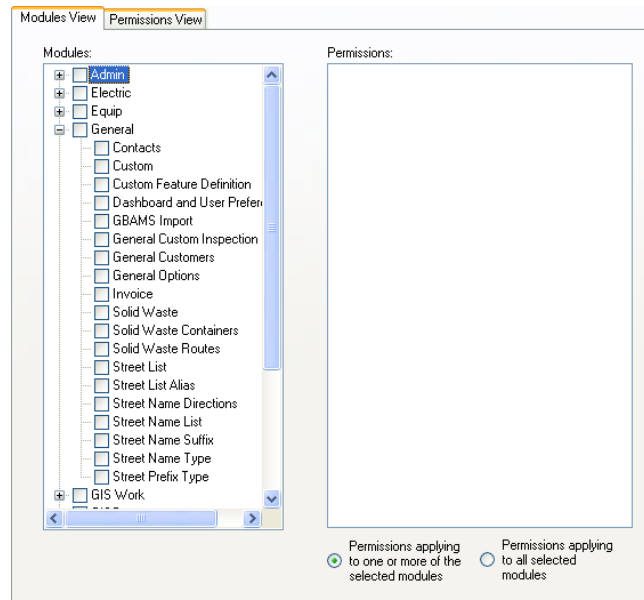 Modules View
Permissions View
Modules:
Permissions:
Admin
Electric
Equip
General
Contacts
Custom
Custom Feature Definition
Dashboard and User Prefer
GBAMS Import
General Custom Inspection
General Customers
General Options
Invoice
Solid Waste
Solid Waste Containers
Solid Waste Routes
Street List
Street List Alias
Street Name Directions
Street Name List
Street Name Suffix
Street Name Type
Street Prefix Type
GIS Work
Permissions applying
to one or more of the
selected modules
Permissions applying
to all selected
modules